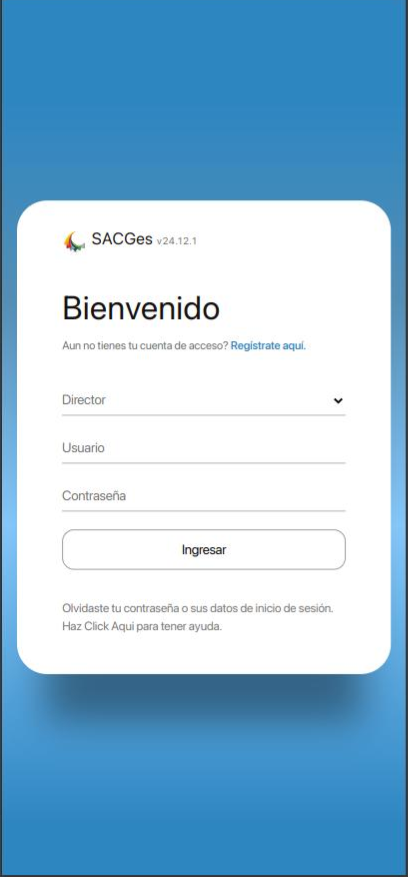 SACGes v24.12.1
Bienvenido
Aun no tienes tu cuenta de acceso? Regístrate aquí.
Director
Usuario
Contraseña
Ingresar
Olvidaste tu contraseña o sus datos de inicio de sesión.
Haz Click Aqui para tener ayuda.